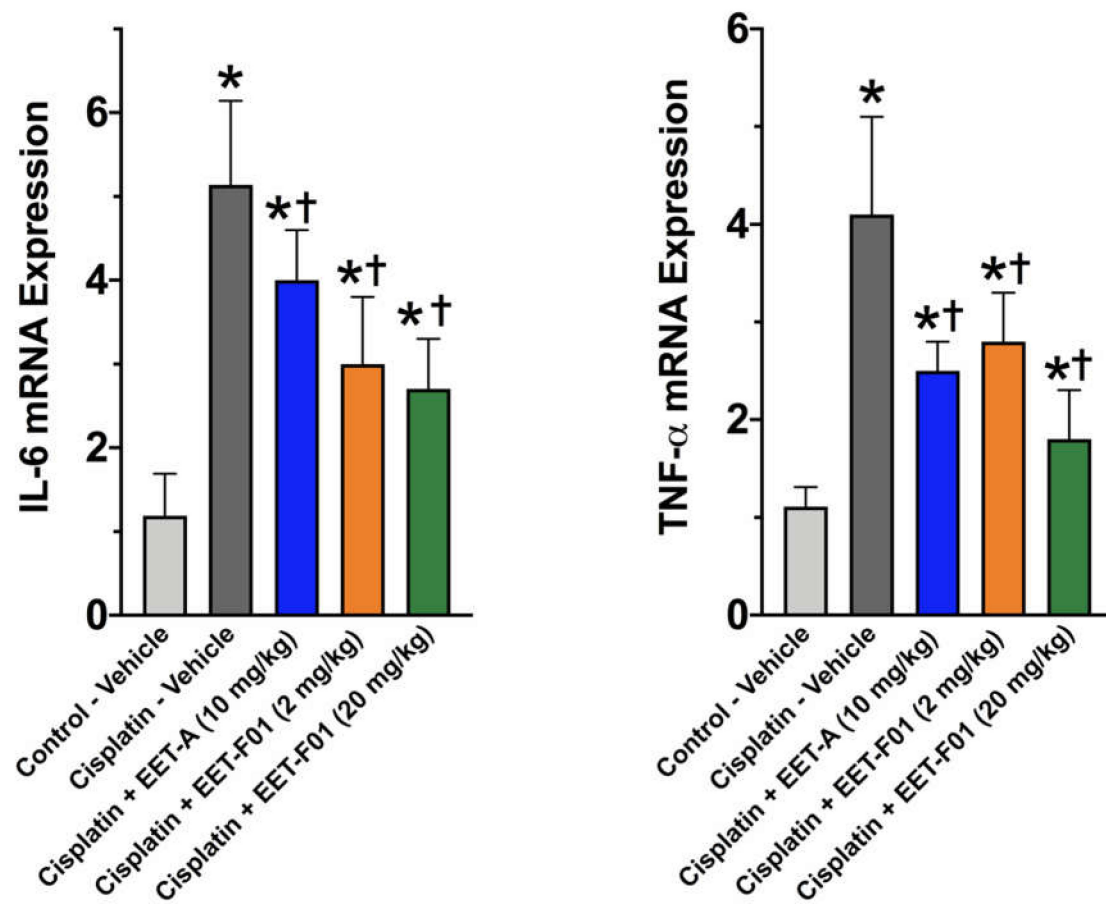 IL-6 mRNA Expression
6
4
2
0
*
*†
*†
*†
Control - Vehicle
Cisplatin - Vehicle
Cisplatin + EET-A (10 mg/kg)
Cisplatin + EET-F01 (2 mg/kg)
Cisplatin + EET-F01 (20 mg/kg)
TNF-α mRNA Expression
6
4
2
0
*
*†
*†
*†
Control - Vehicle
Cisplatin - Vehicle
Cisplatin + EET-A (10 mg/kg)
Cisplatin + EET-F01 (2 mg/kg)
Cisplatin + EET-F01 (20 mg/kg)